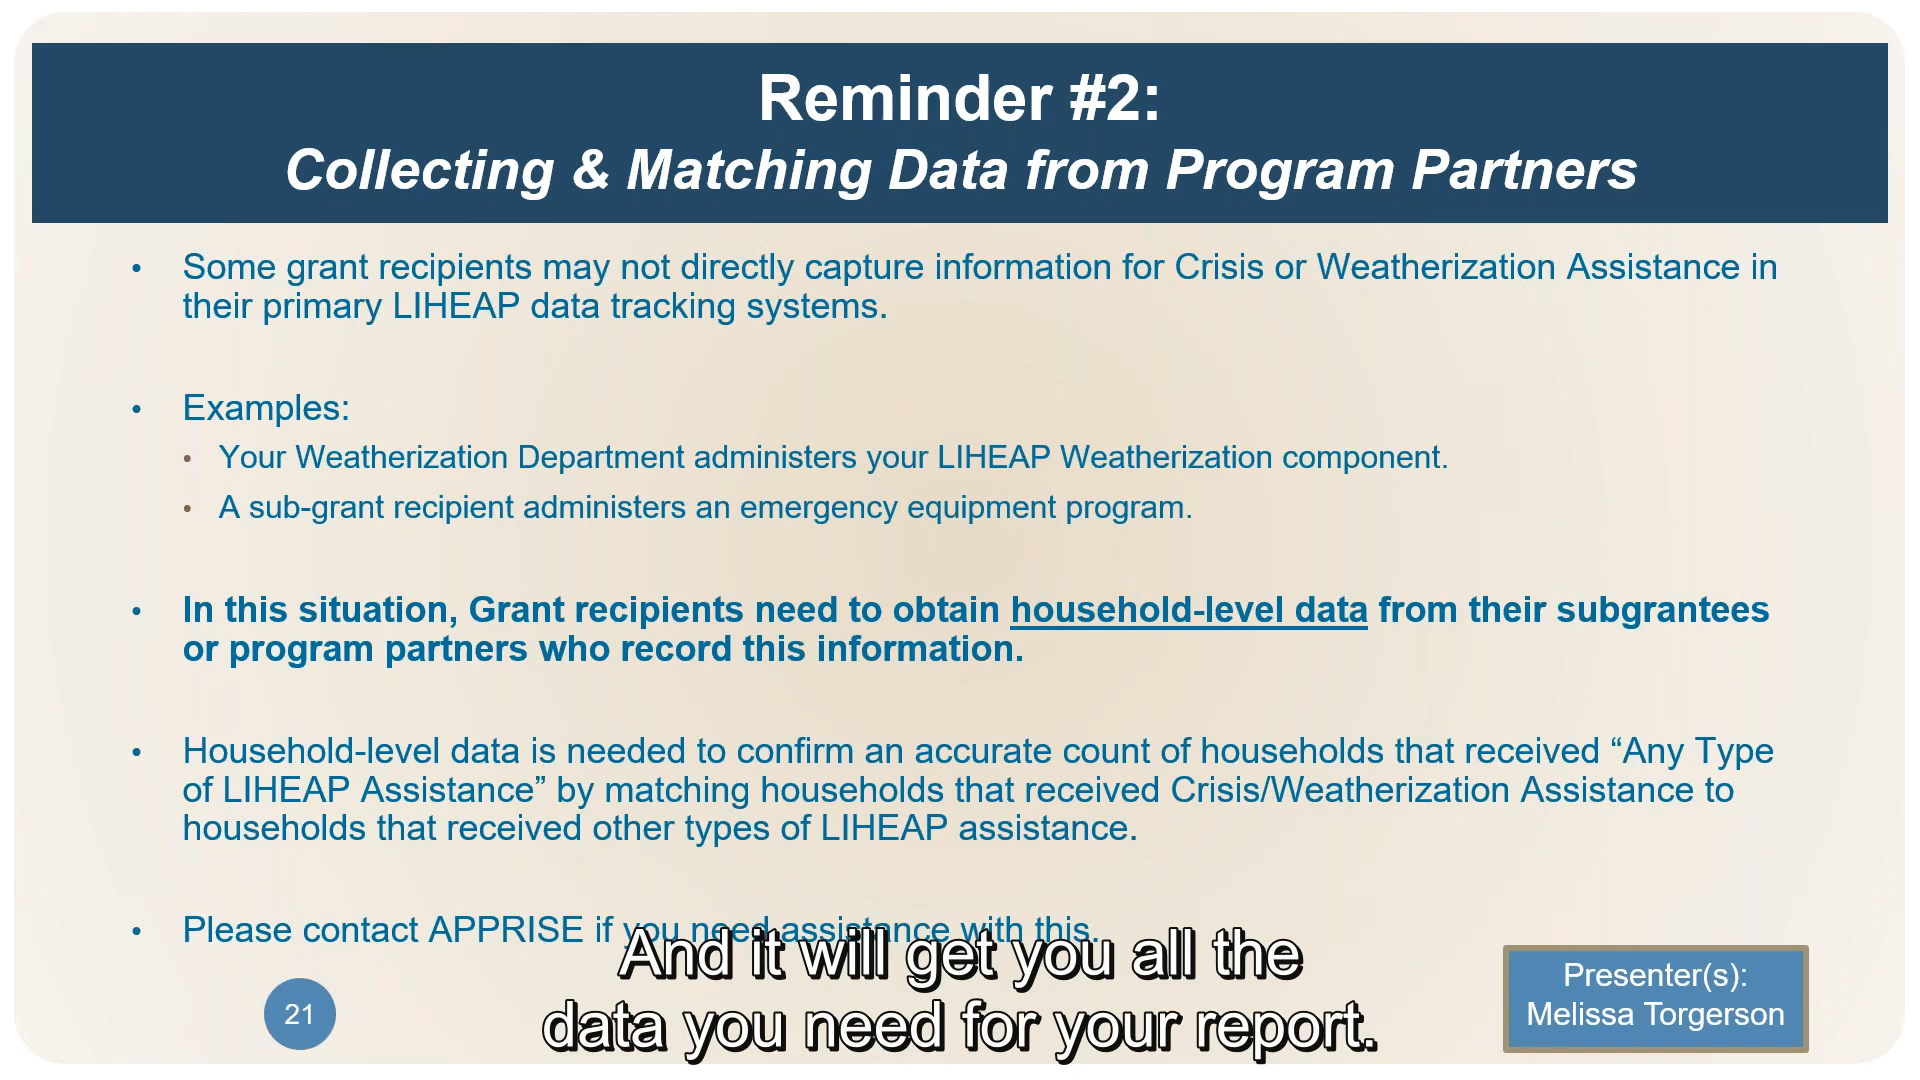 Reminder #2:
Collecting & Matching Data from Program Partners
• Some grant recipients may not directly capture information for Crisis or Weatherization Assistance in
their primary LIHEAP data tracking systems.
• Examples:
• Your Weatherization Department administers your LIHEAP Weatherization component.
• A sub-grant recipient administers an emergency equipment program.
• In this situation, Grant recipients need to obtain household-level data from their subgrantees
or program partners who record this information.
• Household-level data is needed to confirm an accurate count of households that received “Any Type
of LIHEAP Assistance” by matching households that received Crisis/Weatherization Assistance to
households that received other types of LIHEAP assistance.
• Please contact APPRISE if you need assistance with this.
And it will get you all the
data you need for your report.
21
Presenter(s):
Melissa Torgerson